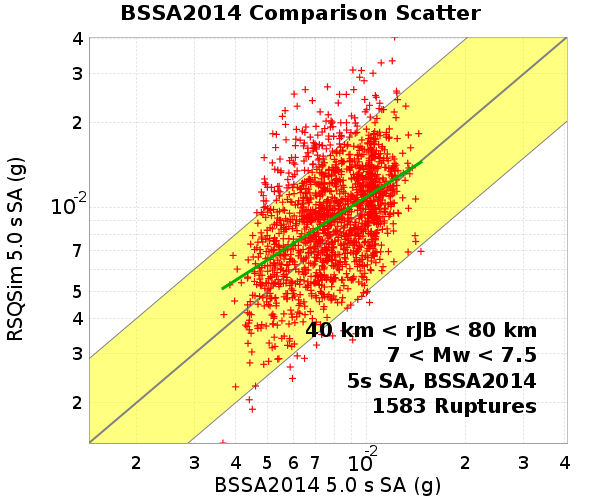 BSSA2014 Comparison Scatter
4
3
2
10-2
7
5
4
3
2
RSQSim 5.0 s SA (g)
40 km < rJB < 80 km
7 < Mw < 7.5
5s SA, BSSA2014
1583 Ruptures
2 3 4 5 6 7 10-2 2 3 4
BSSA2014 5.0 s SA (g)